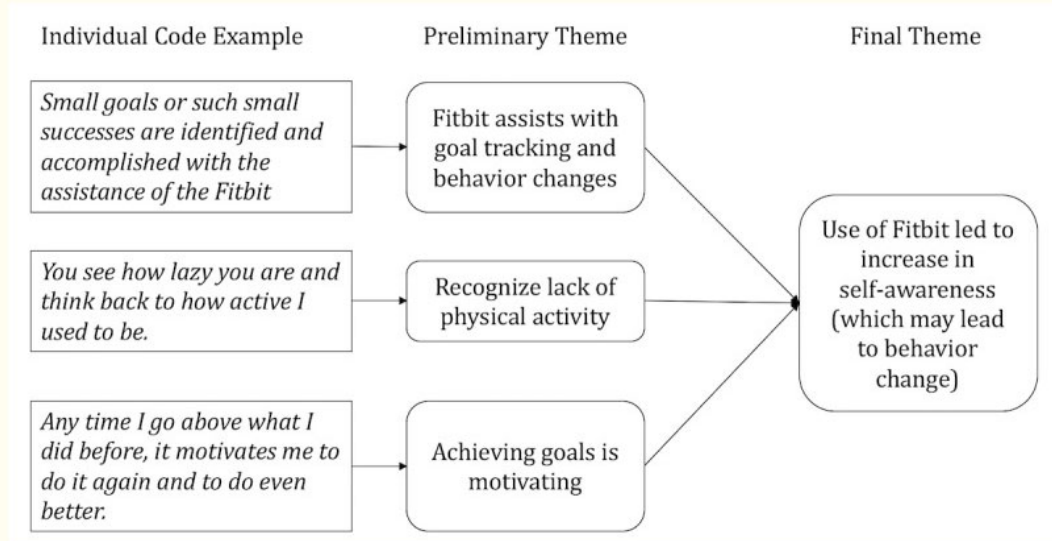 Individual Code Example
Preliminary Theme
Final Theme
Small goals or such small
successes are identified and
accomplished with the
assistance of the Fitbit
Fitbit assists with
goal tracking and
behavior changes
You see how lazy you are and
think back to how active I
used to be.
Recognize lack of
physical activity
Any time I go above what I
did before, it motivates me to
do it again and to do even
better.
Achieving goals is
motivating
Use of Fitbit led to
increase in
self-awareness
(which may lead
to behavior
change)